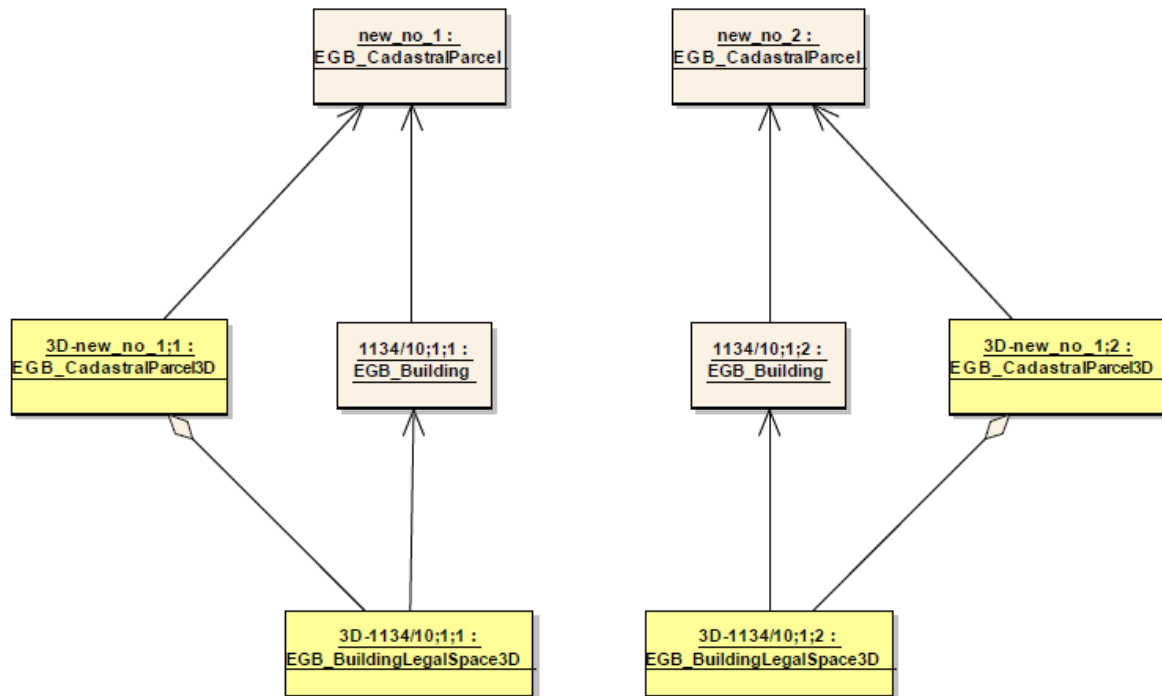 new_no_1 :
EGB_CadastralParcel
new_no_2 :
EGB_CadastralParcel
3D-new_no_1;1 :
EGB_CadastralParcel3D
1134/10;1;1 :
EGB_Building
1134/10;1;2 :
EGB_Building
3D-new_no_1;2 :
EGB_CadastralParcel3D
3D-1134/10;1;1 :
EGB_BuildingLegalSpace3D
3D-1134/10;1;2 :
EGB_BuildingLegalSpace3D